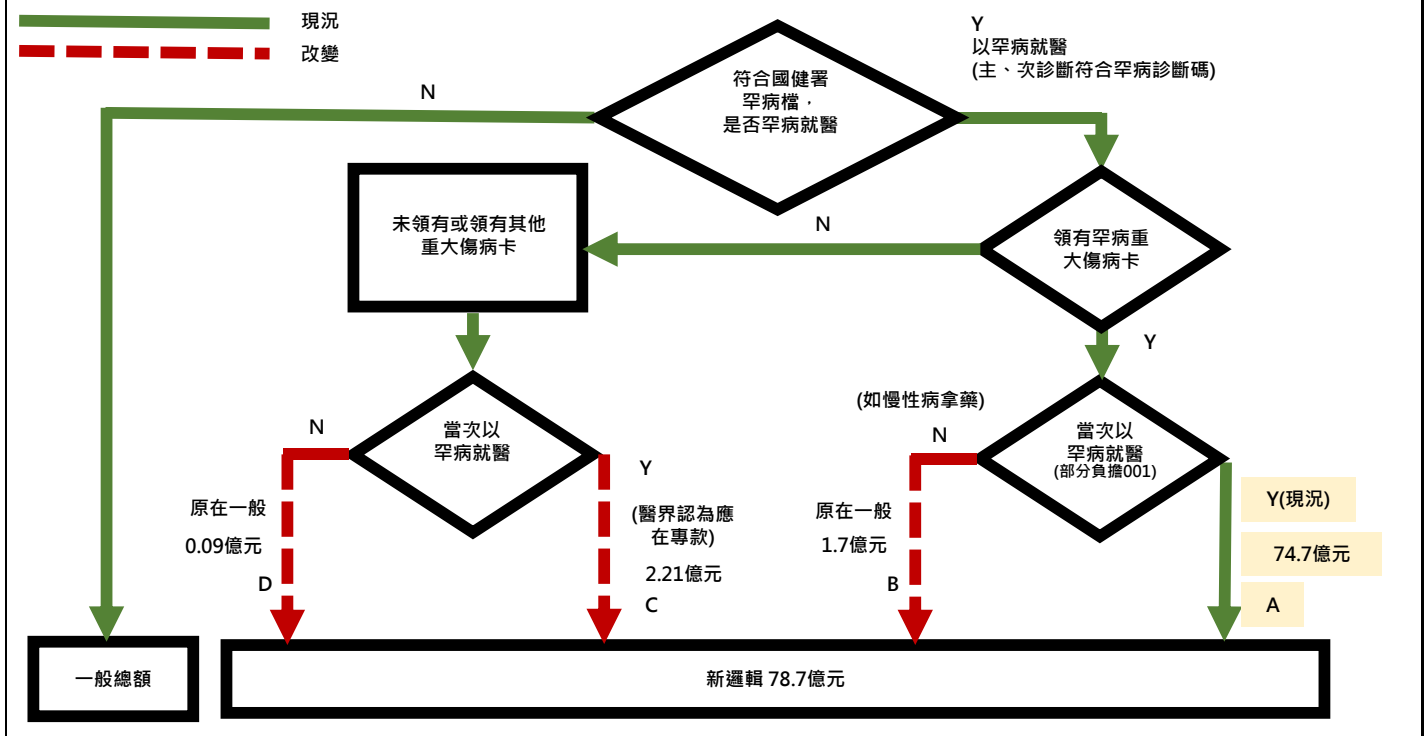 現況
改變
Y
以罕病就醫
(主、次診斷符合罕病診斷碼)
符合國健署
罕病檔，
是否罕病就醫
N
未領有或領有其他
重大傷病卡
N
領有罕病重
大傷病卡
Y
(如慢性病拿藥)
N
當次以
罕病就醫
N
當次以
罕病就醫
(部分負擔001)
Y
(醫界認為應
在專款)
2.21億元
C
原在一般
0.09億元
D
原在一般
1.7億元
B
Y(現況)
74.7億元
A
一般總額
新邏輯 78.7億元